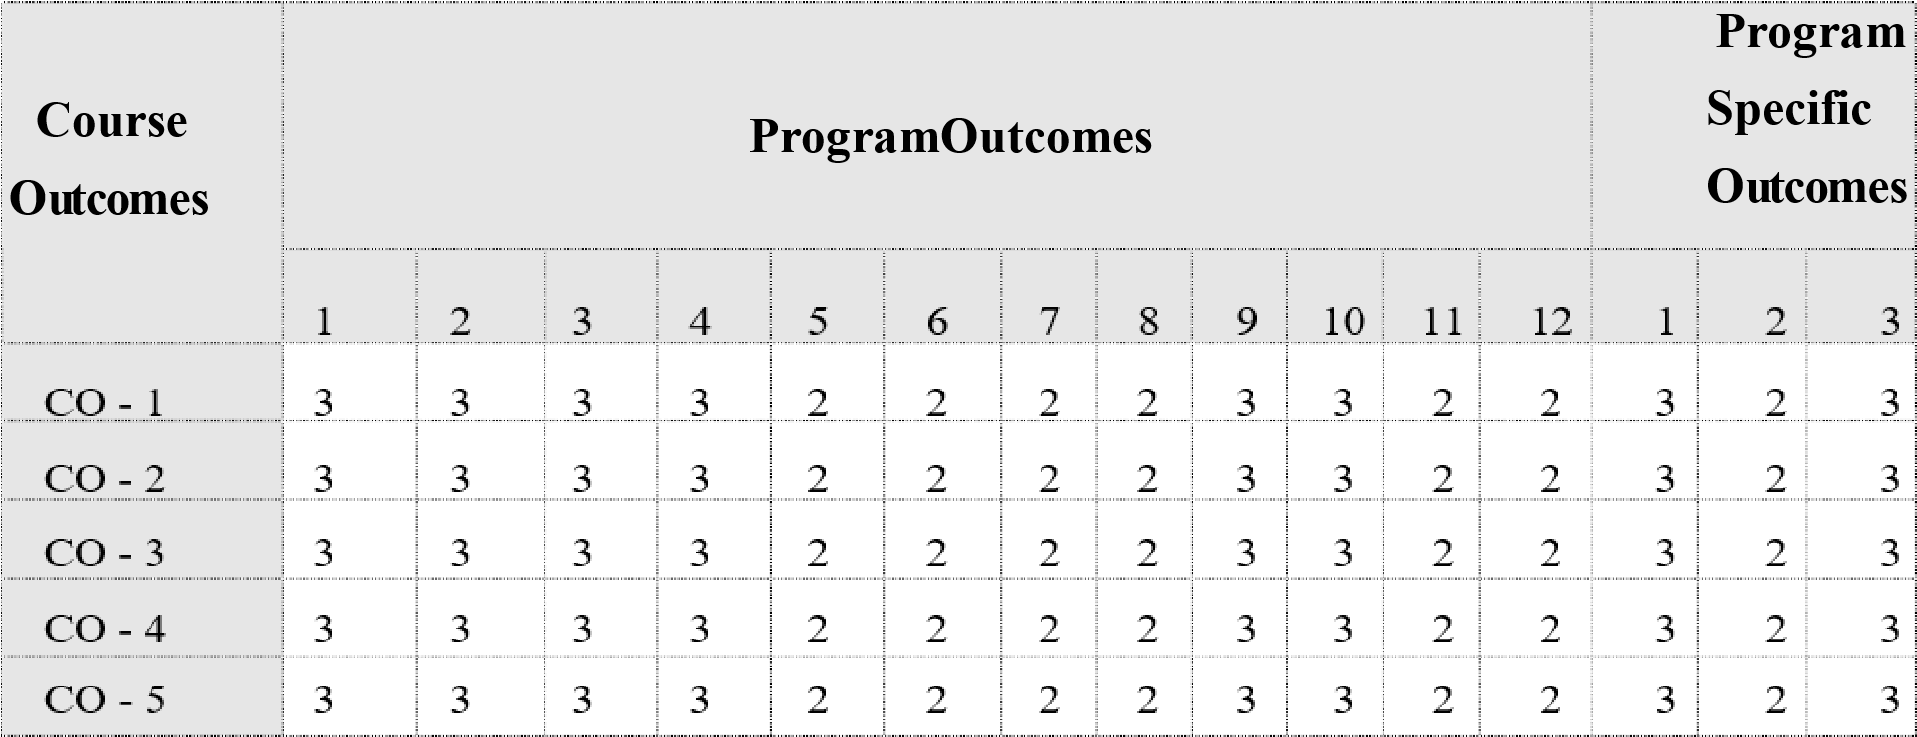 Course
Outcomes
ProgramOutcomes
Program
Specific
Outcomes
1 2 3 4 5 6 7 8 9 10 11 12 1 2 3
CO - 1 3 3 3 3 2 2 2 2 3 3 2 2 3 2 3
CO - 2 3 3 3 3 2 2 2 2 3 3 2 2 3 2 3
CO - 3 3 3 3 3 2 2 2 2 3 3 2 2 3 2 3
CO - 4 3 3 3 3 2 2 2 2 3 3 2 2 3 2 3
CO - 5 3 3 3 3 2 2 2 2 3 3 2 2 3 2 3